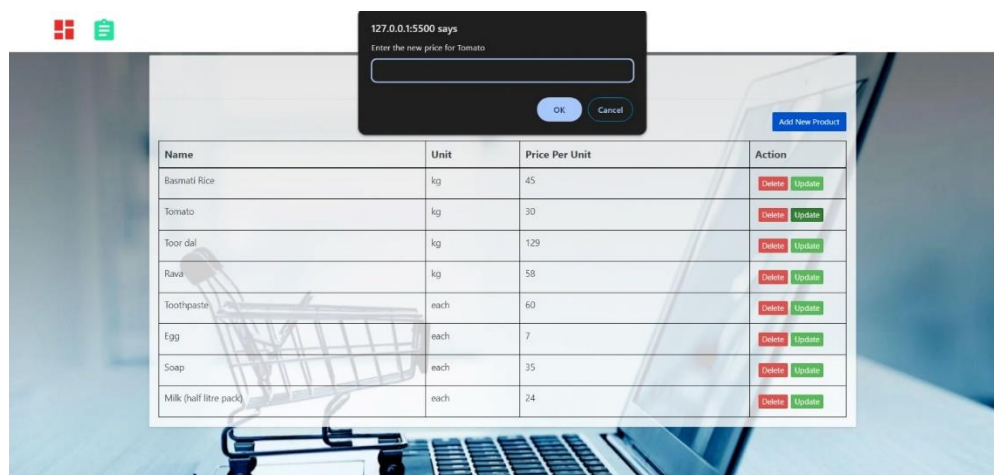 127.0.0.1:5500 says
Enter the new price for Tomato
OK Cancel
Add New Product
Name Unit Price Per Unit Action
Basmati Rice kg 45 Delete Update
Tomato kg 30 Delete Update
Toor dal kg 129 Delete Update
Rava kg 58 Delete Update
Toothpaste each 60 Delete Update
Egg each 7 Delete Update
Soap each 35 Delete Update
Milk (half litre pack) each 24 Delete Update